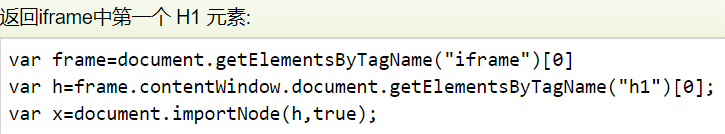 返回iframe中第一个 H1 元素:
var frame=document.getElementsByTagName("iframe")[0]
var h=frame.contentWindow.document.getElementsByTagName("h1")[0];
var x=document.importNode(h,true);